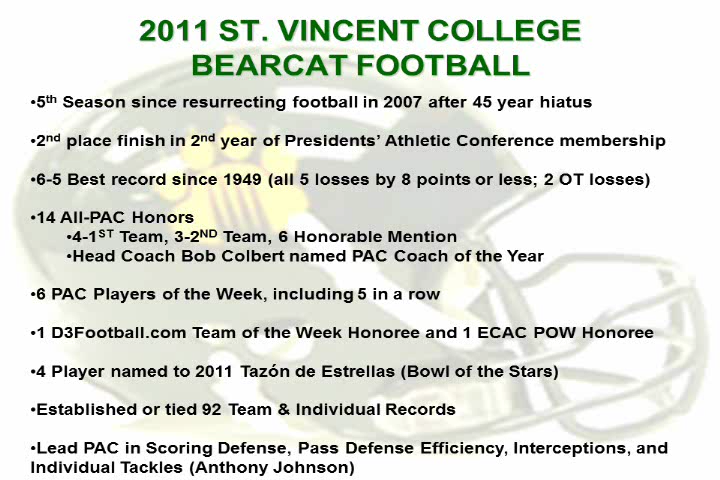 2011 ST. VINCENT COLLEGE
BEARCAT FOOTBALL
•5th Season since resurrecting football in 2007 after 45 year hiatus
•2nd place finish in 2nd year of Presidents’ Athletic Conference membership
•6-5 Best record since 1949 (all 5 losses by 8 points or less; 2 OT losses)
•14 All-PAC Honors
•4-1ST Team, 3-2ND Team, 6 Honorable Mention
•Head Coach Bob Colbert named PAC Coach of the Year
•6 PAC Players of the Week, including 5 in a row
•1 D3Football.com Team of the Week Honoree and 1 ECAC POW Honoree
•4 Player named to 2011 Tazón de Estrellas (Bowl of the Stars)
•Established or tied 92 Team & Individual Records
•Lead PAC in Scoring Defense, Pass Defense Efficiency, Interceptions, and
Individual Tackles (Anthony Johnson)